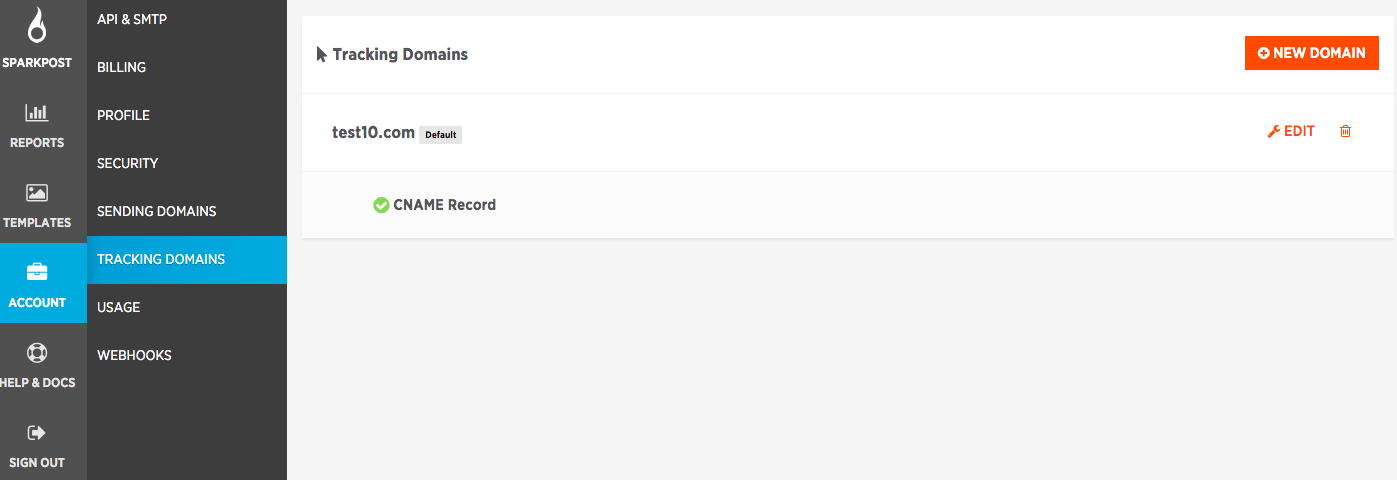 SPARKPOST
REPORTS
TEMPLATES
ACCOUNT
HELP & DOCS
SIGN OUT
API & SMTP
BILLING
PROFILE
SECURITY
SENDING DOMAINS
TRACKING DOMAINS
USAGE
WEBHOOKS
Tracking Domains
NEW DOMAIN
test10.com Default
EDIT
CNAME Record